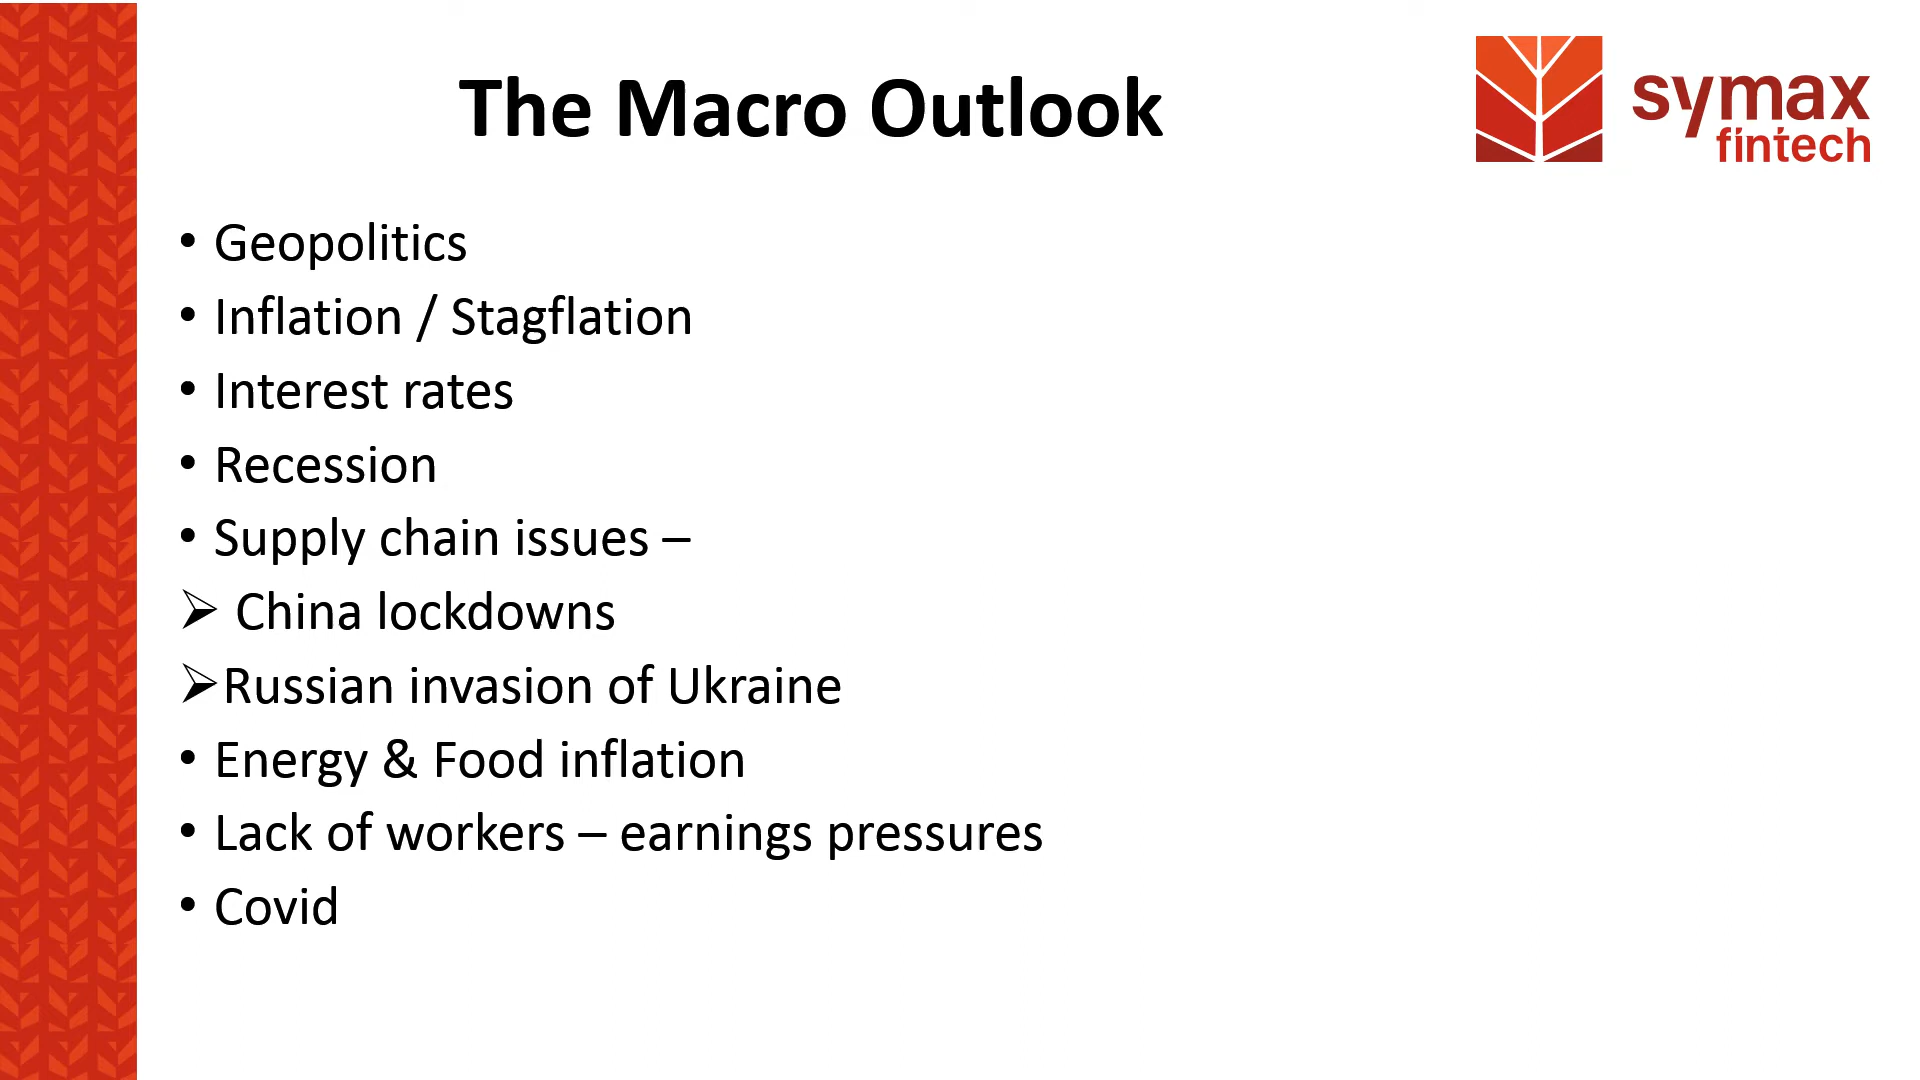 The Macro Outlook
symax
fintech
• Geopolitics
• Inflation / Stagflation
• Interest rates
• Recession
• Supply chain issues –
➢ China lockdowns
➢Russian invasion of Ukraine
• Energy & Food inflation
• Lack of workers – earnings pressures
• Covid